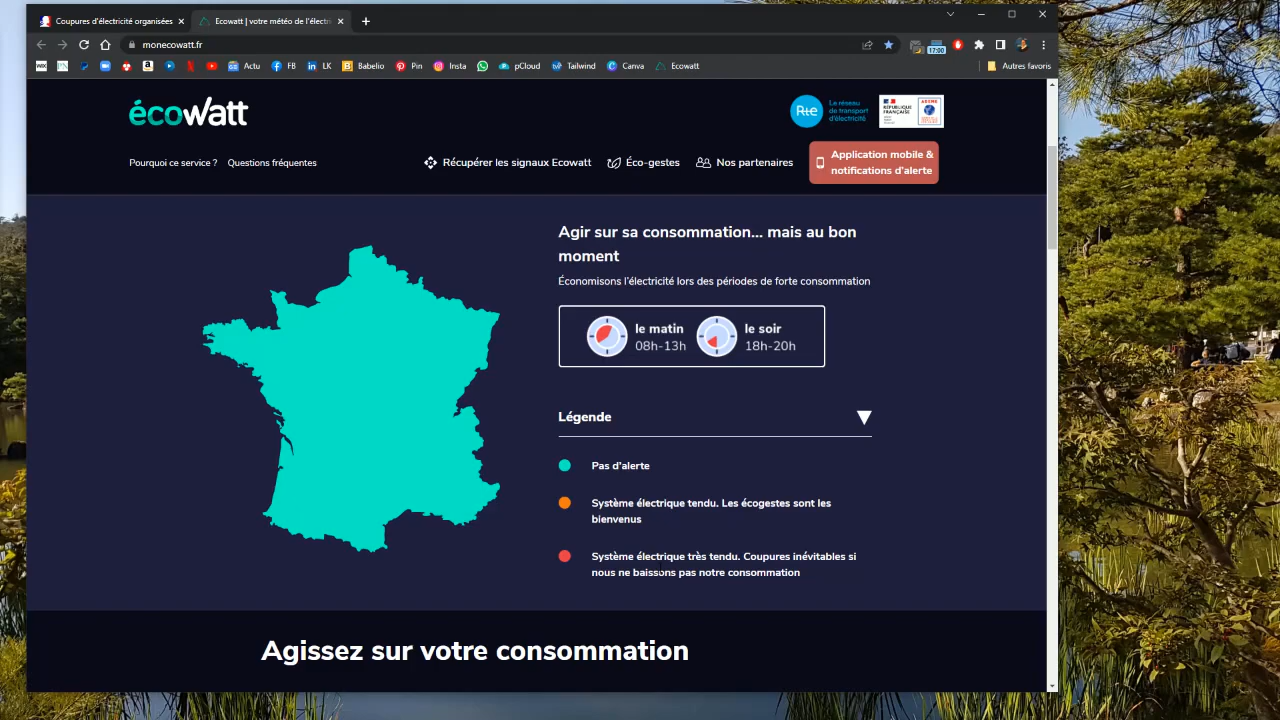 Coupures d'électricité organisées
Ecowatt | votre météo de l'électri
monecowatt.fr
17:00
Actu
FB
LK
Babelio
Pin
Insta
pCloud
Tailwind
Canva
Ecowatt
Autres favoris
écowatt
Rte
Le réseau
de transport
d'électricité
RÉPUBLIQUE
FRANÇAISE
Pourquoi ce service ?
Questions fréquentes
Récupérer les signaux Ecowatt
Éco-gestes
Nos partenaires
Application mobile &
notifications d'alerte
Agir sur sa consommation... mais au bon
moment
Économisons l'électricité lors des périodes de forte consommation
le matin
08h-13h
le soir
18h-20h
Légende
Pas d'alerte
Système électrique tendu. Les écogestes sont les
bienvenus
Système électrique très tendu. Coupures inévitables si
nous ne baissons pas notre consommation
Agissez sur votre consommation